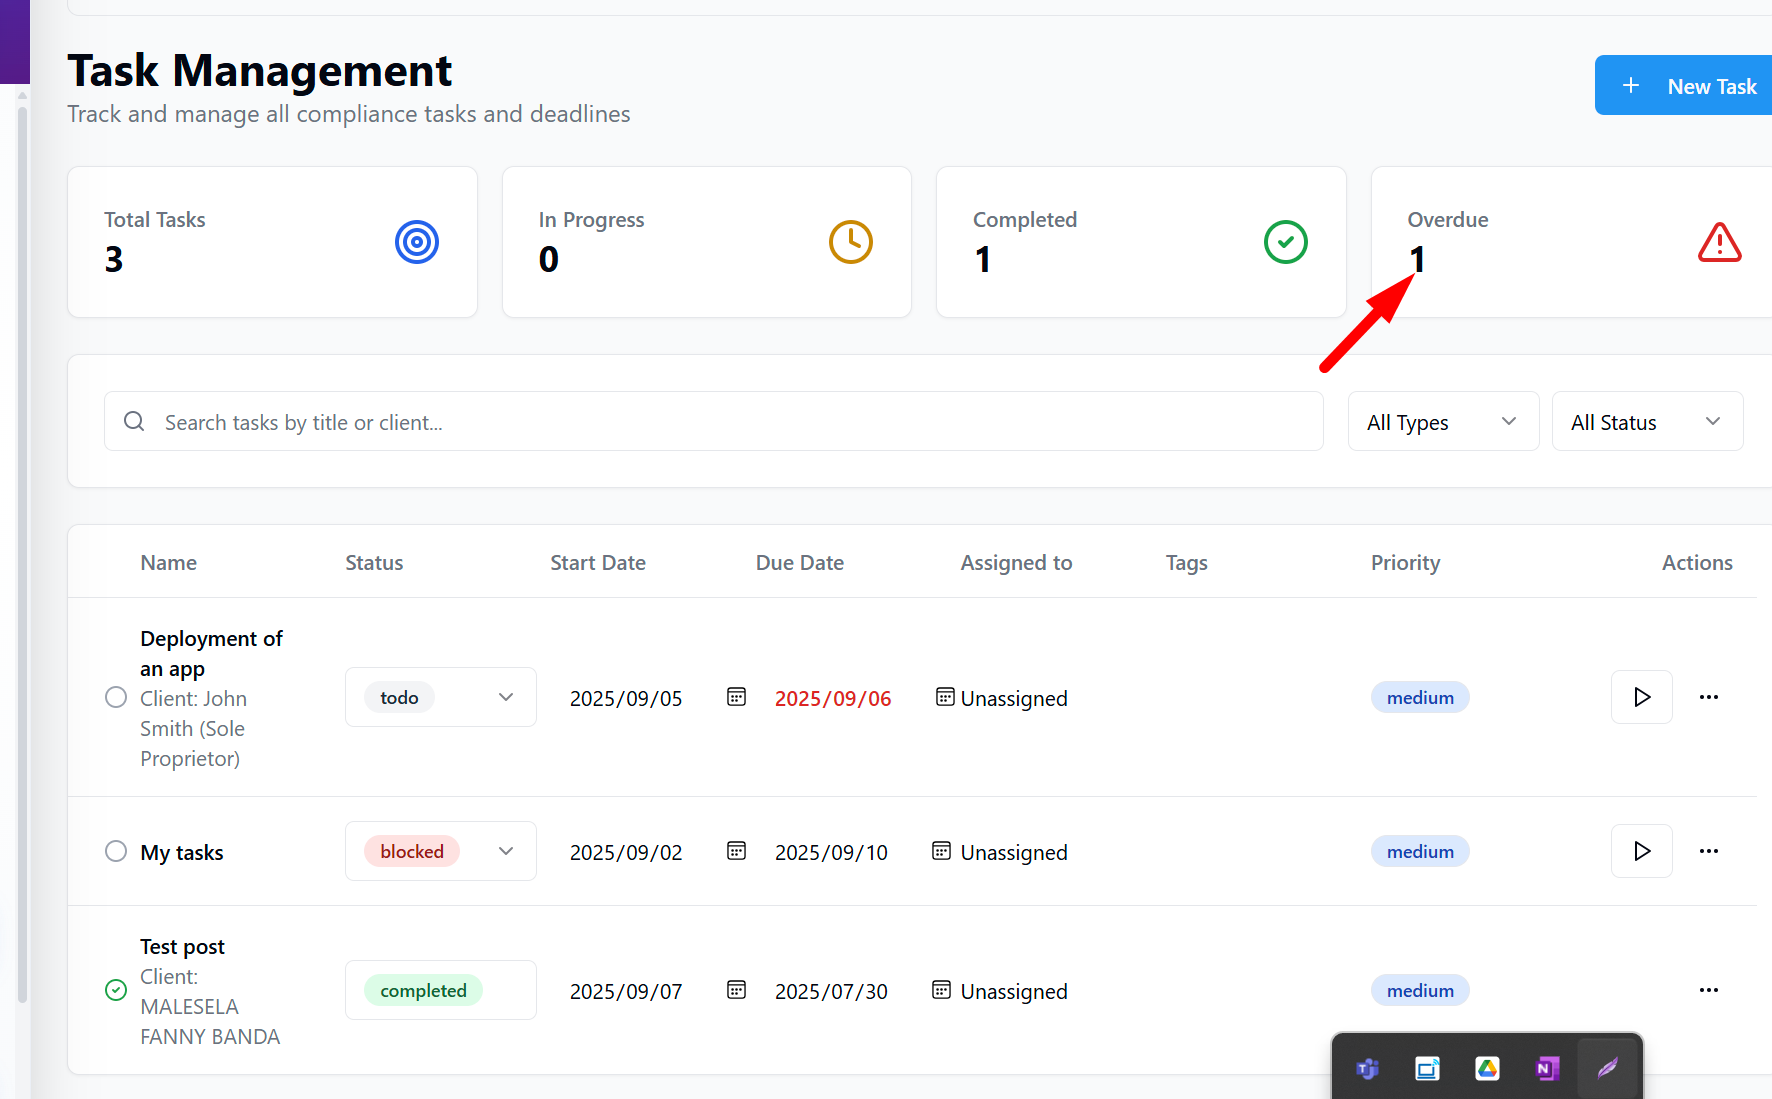 Task Management
Track and manage all compliance tasks and deadlines
+ New Task
Total Tasks
3
In Progress
0
Completed
1
Overdue
1
Search tasks by title or client...
All Types
All Status
Name Status Start Date Due Date Assigned to Tags Priority Actions
Deployment of
an app
Client: John
Smith (Sole
Proprietor)
todo 2025/09/05 2025/09/06 Unassigned medium
My tasks blocked 2025/09/02 2025/09/10 Unassigned medium
Test post
Client:
MALESELA
FANNY BANDA
completed 2025/09/07 2025/07/30 Unassigned medium